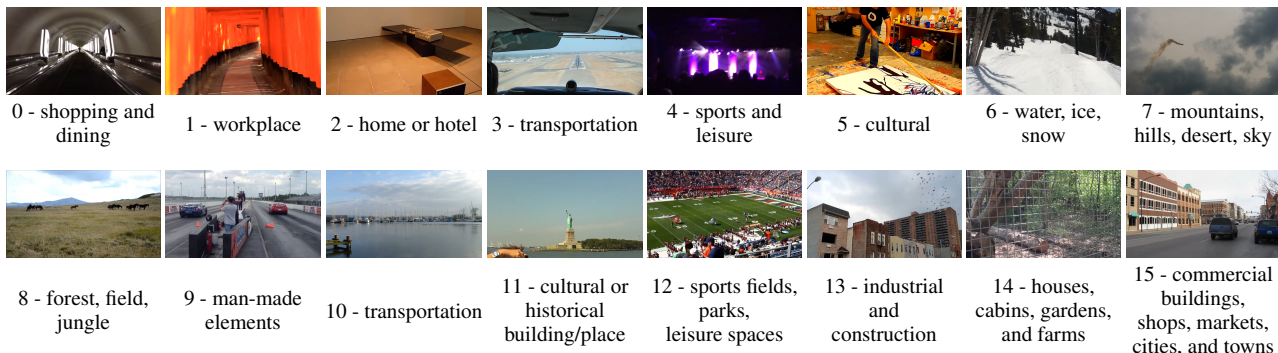 0 - shopping and
dining
1 - workplace
2 - home or hotel
3 - transportation
4 - sports and
leisure
5 - cultural
6 - water, ice,
snow
7 - mountains,
hills, desert, sky
8 - forest, field,
jungle
9 - man-made
elements
10 - transportation
11 - cultural or
historical
building/place
12 - sports fields,
parks,
leisure spaces
13 - industrial
and
construction
14 - houses,
cabins, gardens,
and farms
15 - commercial
buildings,
shops, markets,
cities, and towns